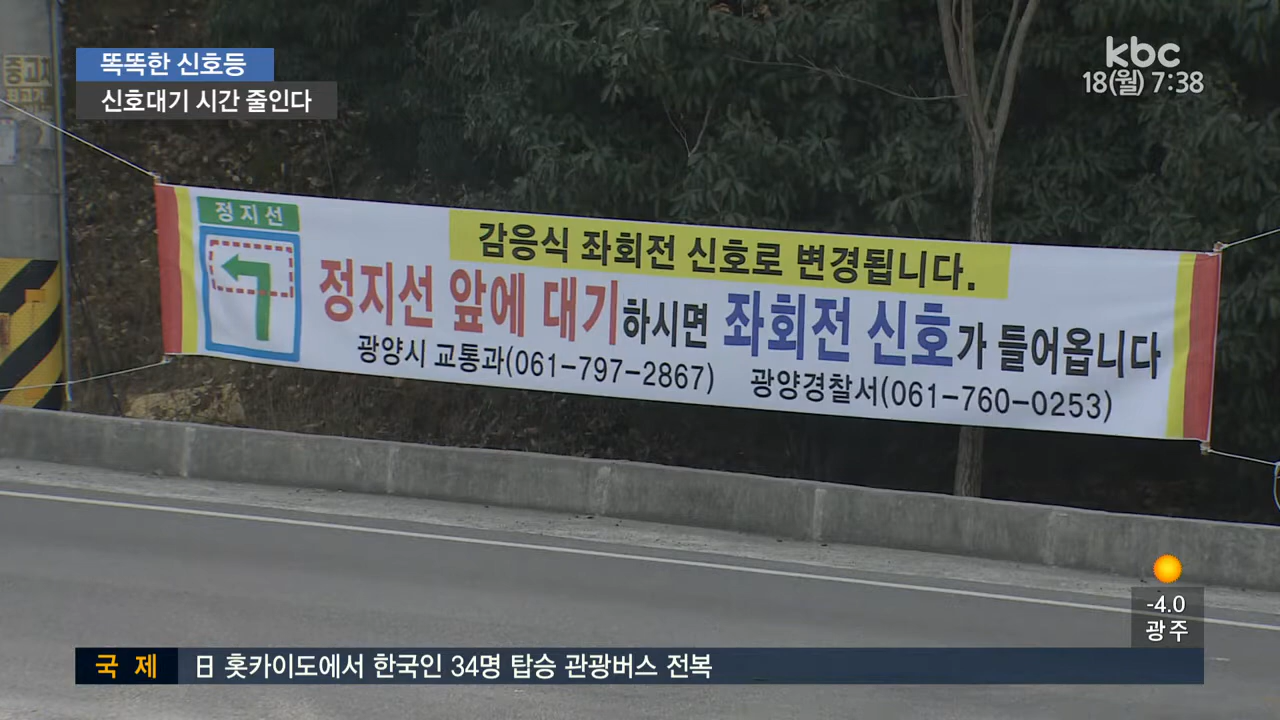 똑똑한 신호등
신호대기 시간 줄인다
kbc
18(월) 7:38
정지선
감응식 좌회전 신호로 변경됩니다.
정지선 앞에 대기하시면 좌회전 신호가 들어옵니다
광양시 교통과(061-797-2867) 광양경찰서(061-760-0253)
-4.0
광주
국제
日 홋카이도에서 한국인 34명 탑승 관광버스 전복